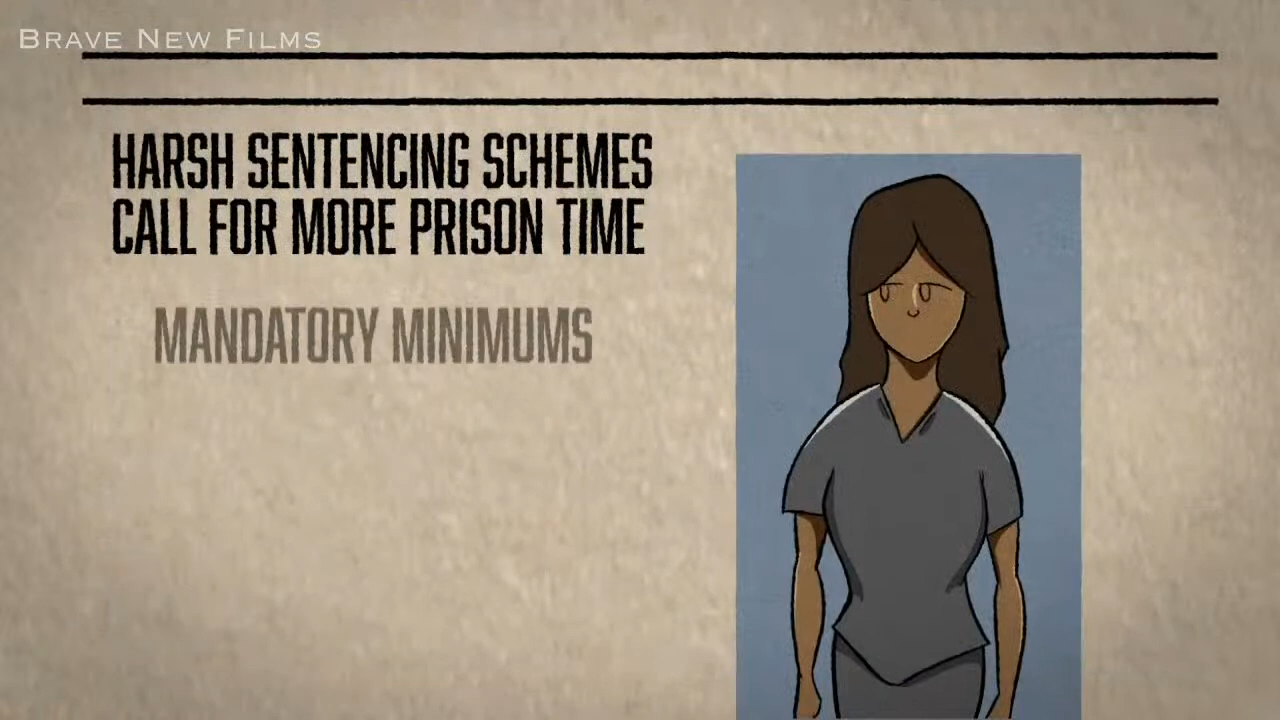 BRAVE NEW FILMS
HARSH SENTENCING SCHEMES
CALL FOR MORE PRISON TIME
MANDATORY MINIMUMS